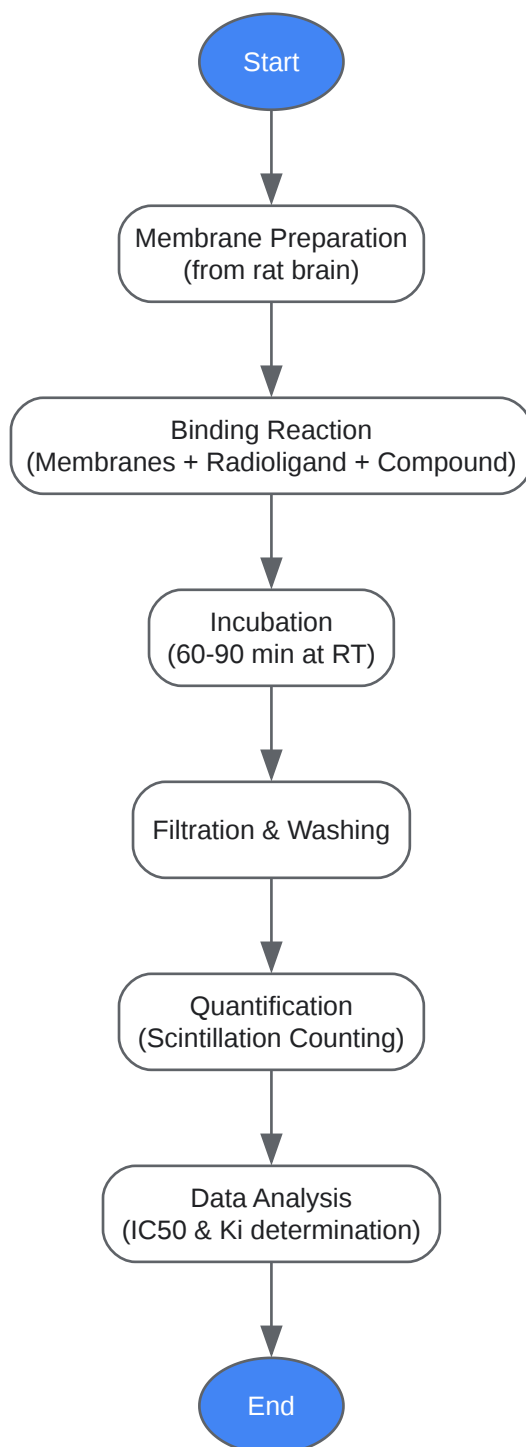 Start
Membrane Preparation
(from rat brain)
Binding Reaction
(Membranes + Radioligand + Compound)
Incubation
(60-90 min at RT)
Filtration & Washing
Quantification
(Scintillation Counting)
Data Analysis
(IC50 & Ki determination)
End